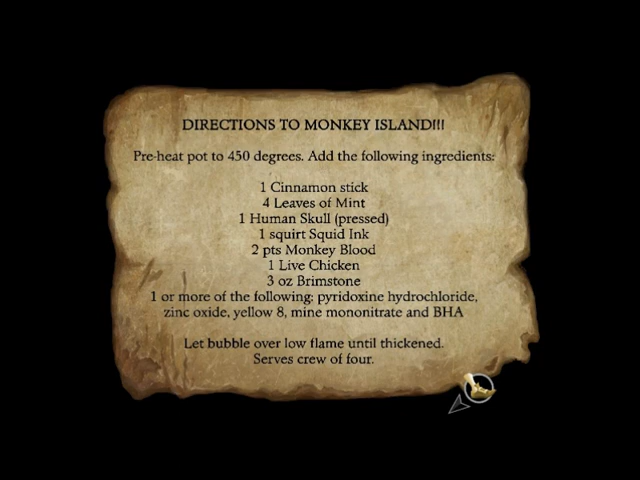 DIRECTIONS TO MONKEY ISLAND!!!
Pre-heat pot to 450 degrees. Add the following ingredients:
1 Cinnamon stick
4 Leaves of Mint
1 Human Skull (pressed)
1 squirt Squid Ink
2 pts Monkey Blood
1 Live Chicken
3 oz Brimstone
1 or more of the following: pyridoxine hydrochloride,
zinc oxide, yellow 8, mine mononitrate and BHA
Let bubble over low flame until thickened.
Serves crew of four.